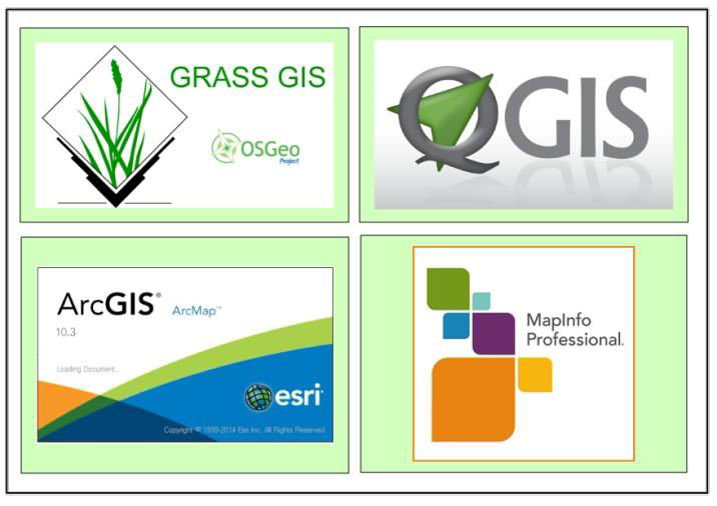 GRASS GIS
OSGeo
Project
QGIS
ArcGIS® ArcMap™
10.3
Loading Document...
esri
Copyright © 1999-2014 Esri Inc. All Rights Reserved.
MapInfo
Professional.